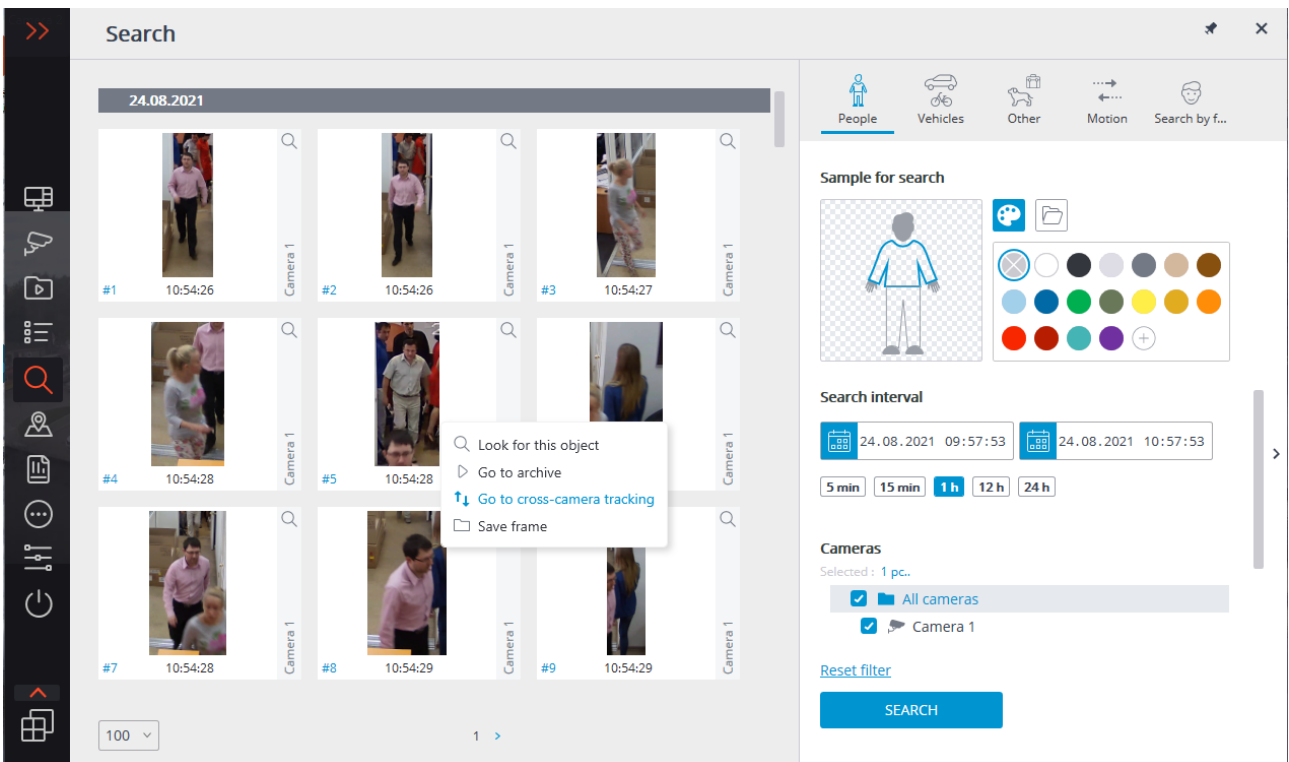 Search
24.08.2021
#1 10:54:26 Camera 1
#2 10:54:26 Camera 1
#3 10:54:27 Camera 1
#4 10:54:28 Camera 1
#5 10:54:28
Camera 1
Look for this object
Go to archive
Go to cross-camera tracking
Save frame
#7 10:54:28 Camera 1
#8 10:54:29 Camera 1
#9 10:54:29 Camera 1
100
1 >
People
Vehicles
Other
Motion
Search by f...
Sample for search
Search interval
24.08.2021 09:57:53
24.08.2021 10:57:53
5 min
15 min
1 h
12 h
24 h
Cameras
Selected : 1 pc..
All cameras
Camera 1
Reset filter
SEARCH